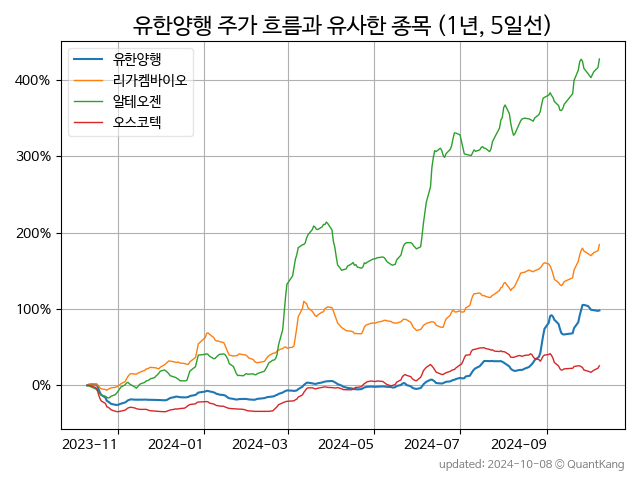 유한양행 주가 흐름과 유사한 종목 (1년, 5일선)
유한양행
리가켐바이오
알테오젠
오스코텍
400%
300%
200%
100%
0%
2023-11 2024-01 2024-03 2024-05 2024-07 2024-09
updated: 2024-10-08 © QuantKang